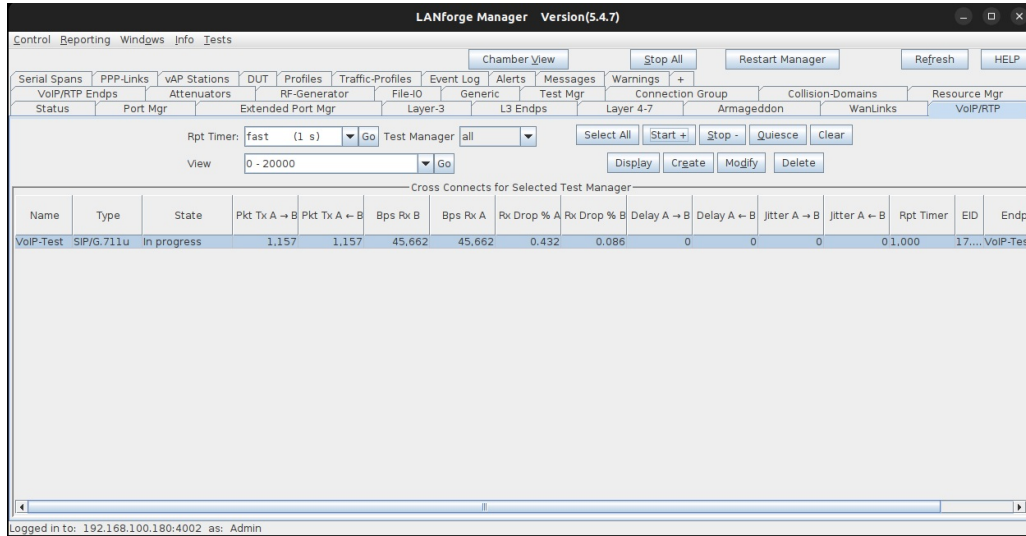 LANforge Manager Version(5.4.7)
Control Reporting Windows Info Tests
Chamber View Stop All Restart Manager Refresh HELP
Serial Spans PPP-Links vAP Stations DUT Profiles Traffic-Profiles Event Log Alerts Messages Warnings +
VoIP/RTP Endps Attenuators RF-Generator File-IO Generic Test Mgr Connection Group Collision-Domains Resource Mgr
Status Port Mgr Extended Port Mgr Layer-3 L3 Endps Layer 4-7 Armageddon WanLinks VoIP/RTP
Rpt Timer: fast (1 s) Go Test Manager all Select All Start + Stop - Quiesce Clear
View 0 - 20000 Go Display Create Modify Delete
Cross Connects for Selected Test Manager
Name Type State Pkt Tx A → B Pkt Tx A ← B Bps Rx B Bps Rx A Rx Drop % A Rx Drop % B Delay A → B Delay A ← B Jitter A → B Jitter A ← B Rpt Timer EID Endp
VoIP-Test SIP/G.711u In progress 1,157 1,157 45,662 45,662 0.432 0.086 0 0 0 0 1,000 17.... VoIP-Tes
Logged in to: 192.168.100.180:4002 as: Admin